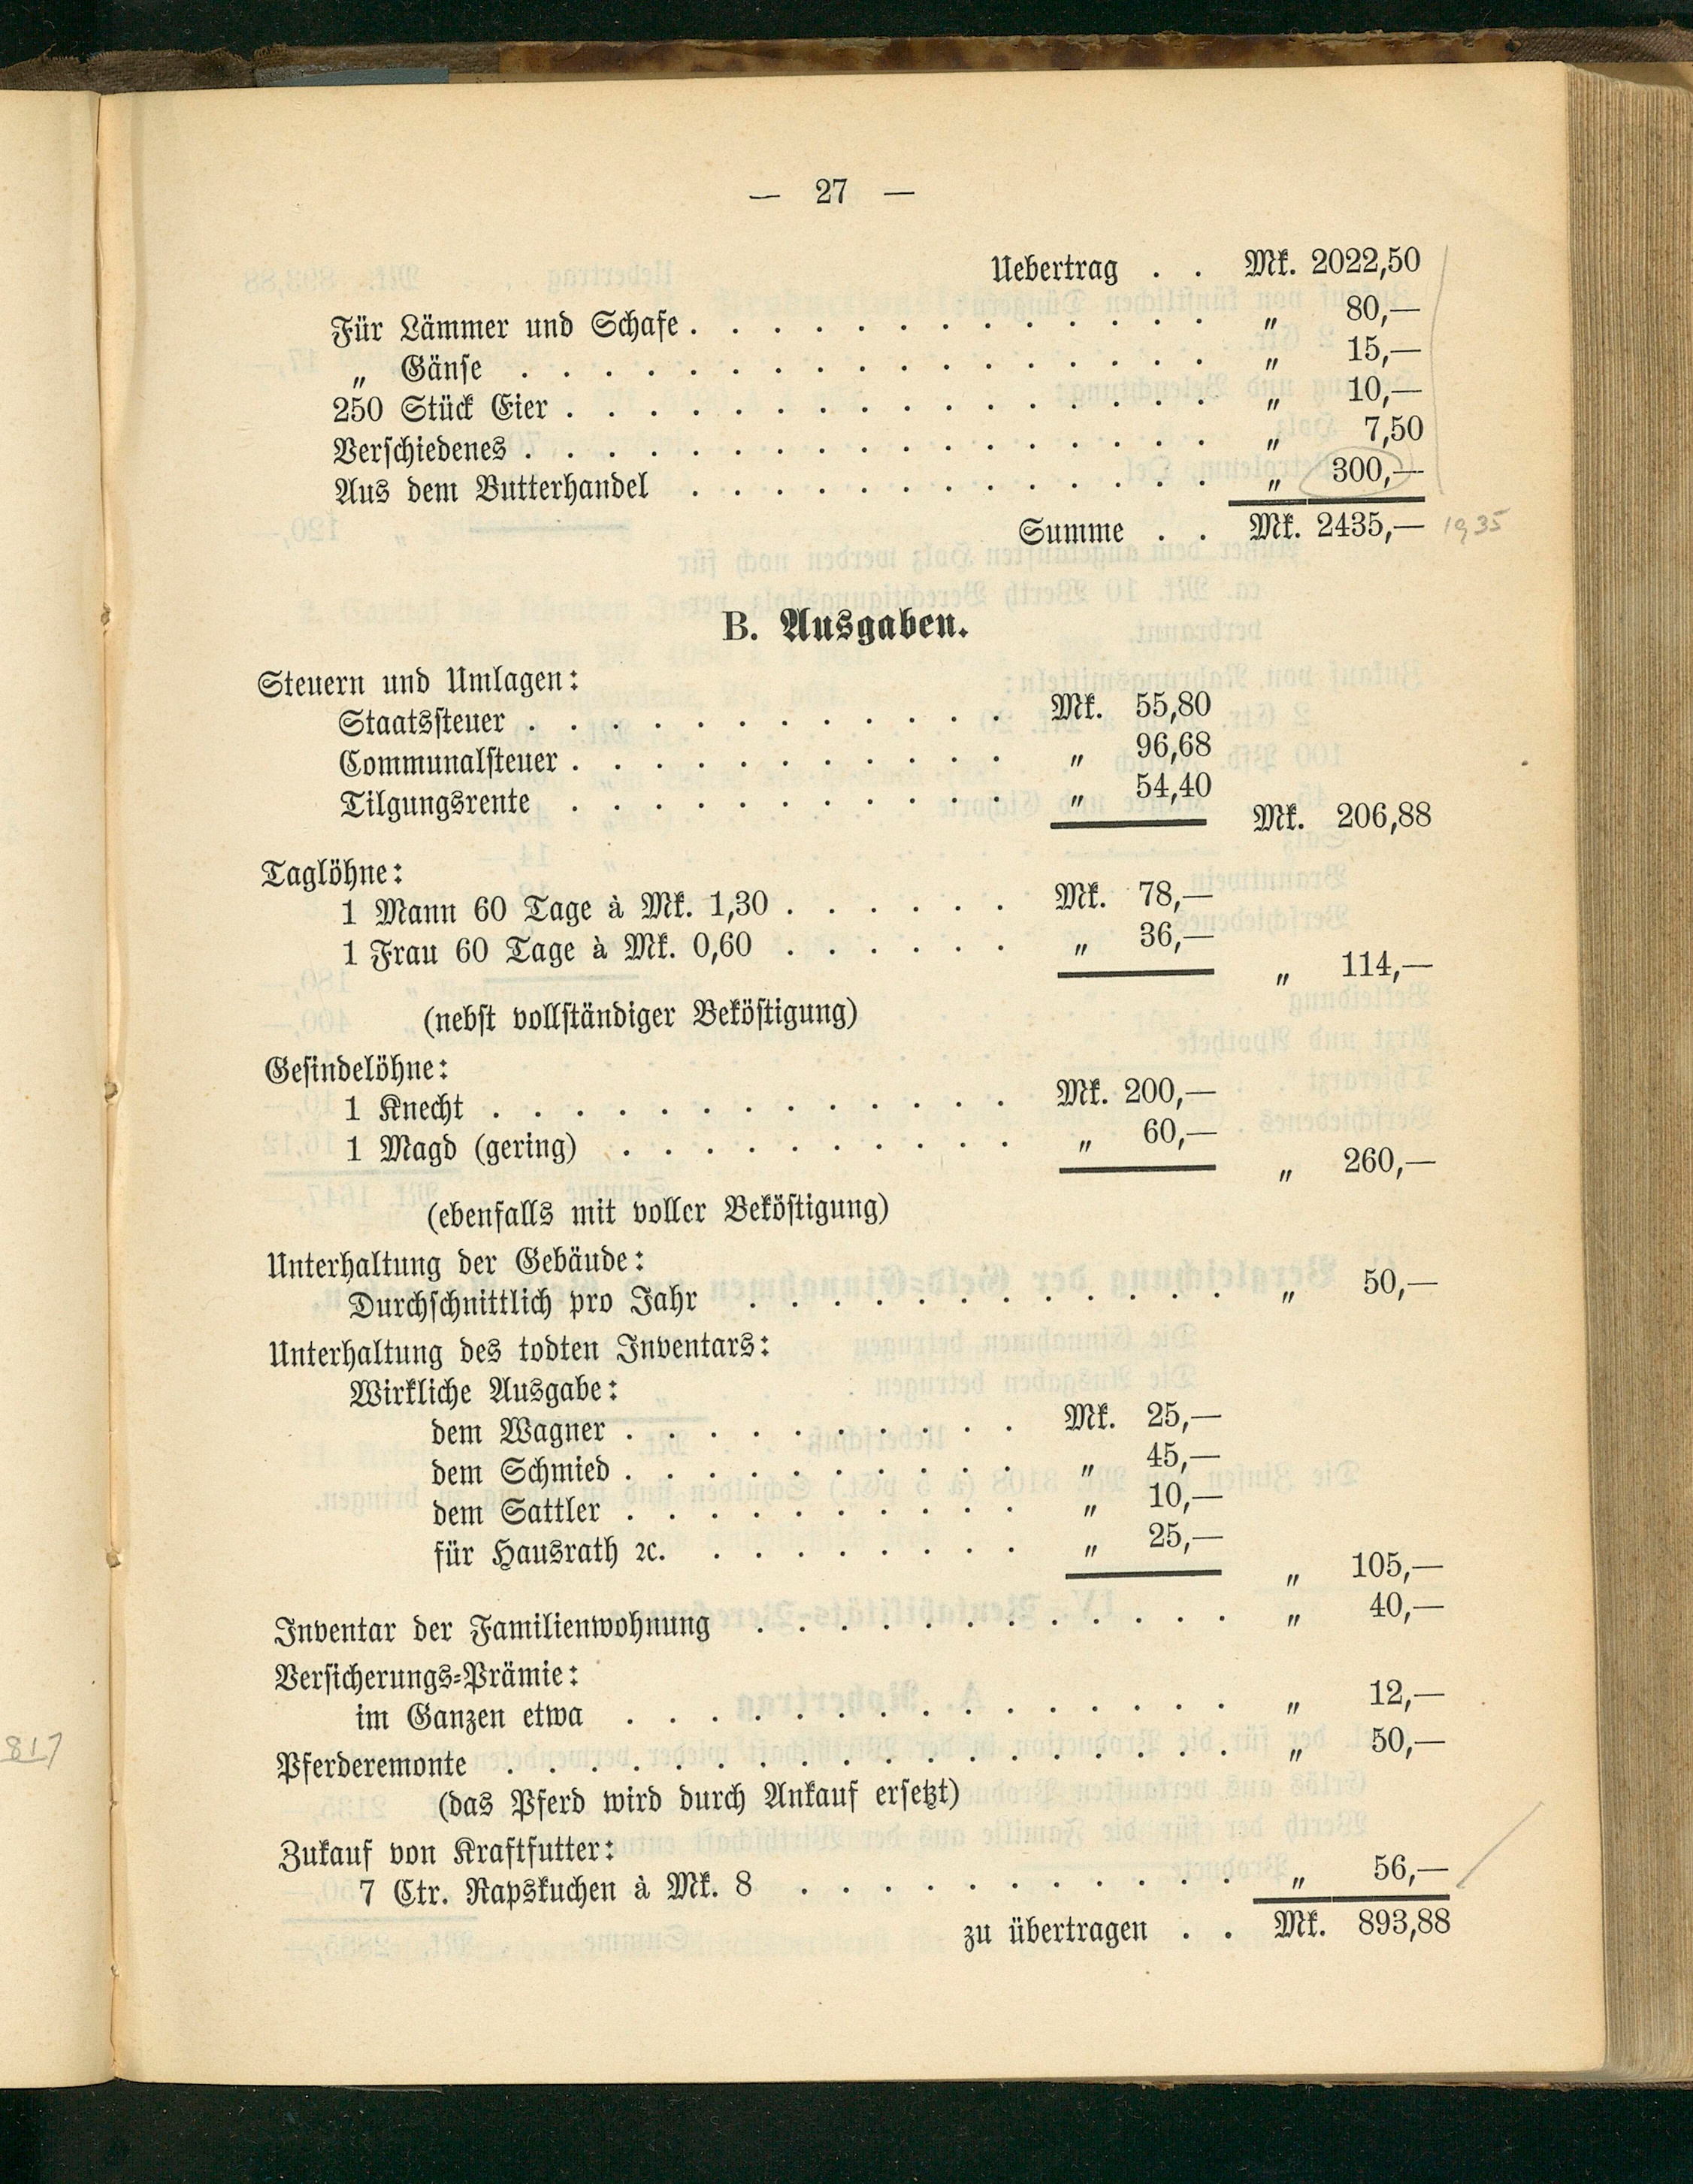 — 27 —
Uebertrag . . Mk. 2022,50
Für Lämmer und Schafe . . . . . . . . . . . . . „ 80,—
„ Gänse . . . . . . . . . . . . . . . . . „ 15,—
250 Stück Eier . . . . . . . . . . . . . . . . „ 10,—
Verschiedenes . . . . . . . . . . . . . . . . . „ 7,50
Aus dem Butterhandel . . . . . . . . . . . . . „ 300,—
Summe . . Mk. 2435,— 1935
B. Ausgaben.
Steuern und Umlagen:
Staatssteuer . . . . . . . . . . . . Mk. 55,80
Communalsteuer . . . . . . . . . . . „ 96,68
Tilgungsrente . . . . . . . . . . . „ 54,40
Mk. 206,88
Taglöhne:
1 Mann 60 Tage à Mk. 1,30 . . . . . . Mk. 78,—
1 Frau 60 Tage à Mk. 0,60 . . . . . . „ 36,—
„ 114,—
(nebst vollständiger Beköstigung)
Gesindelöhne:
1 Knecht . . . . . . . . . . . . . Mk. 200,—
1 Magd (gering) . . . . . . . . . . „ 60,—
„ 260,—
(ebenfalls mit voller Beköstigung)
Unterhaltung der Gebäude:
Durchschnittlich pro Jahr . . . . . . . . . . . . „ 50,—
Unterhaltung des todten Inventars:
Wirkliche Ausgabe:
dem Wagner . . . . . . . . . . Mk. 25,—
dem Schmied . . . . . . . . . . „ 45,—
dem Sattler . . . . . . . . . . „ 10,—
für Hausrath ꝛc. . . . . . . . . „ 25,—
„ 105,—
Inventar der Familienwohnung . . . . . . . . . . . . „ 40,—
Versicherungs-Prämie:
im Ganzen etwa . . . . . . . . . . . . . . . „ 12,—
817
Pferderemonte . . . . . . . . . . . . . . . . . . „ 50,—
(das Pferd wird durch Ankauf ersetzt)
Zukauf von Kraftfutter:
7 Ctr. Rapskuchen à Mk. 8 . . . . . . . . . . . „ 56,—
zu übertragen . . Mk. 893,88